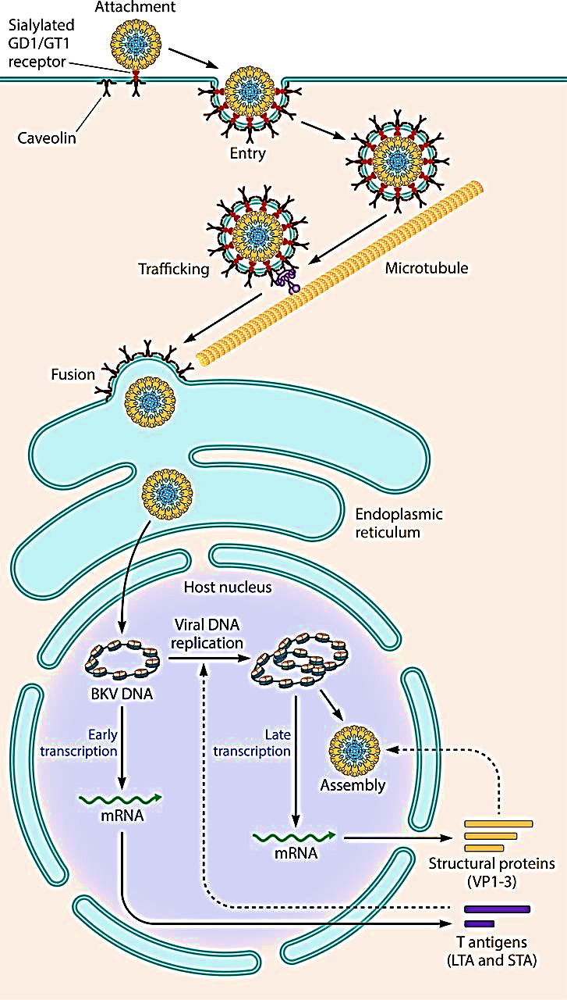 Attachment
Sialylated
GD1/GT1
receptor
Caveolin
Entry
Trafficking
Microtubule
Fusion
Endoplasmic
reticulum
Host nucleus
Viral DNA
replication
BKV DNA
Early
transcription
Late
transcription
Assembly
mRNA
mRNA
Structural proteins
(VP1-3)
T antigens
(LTA and STA)